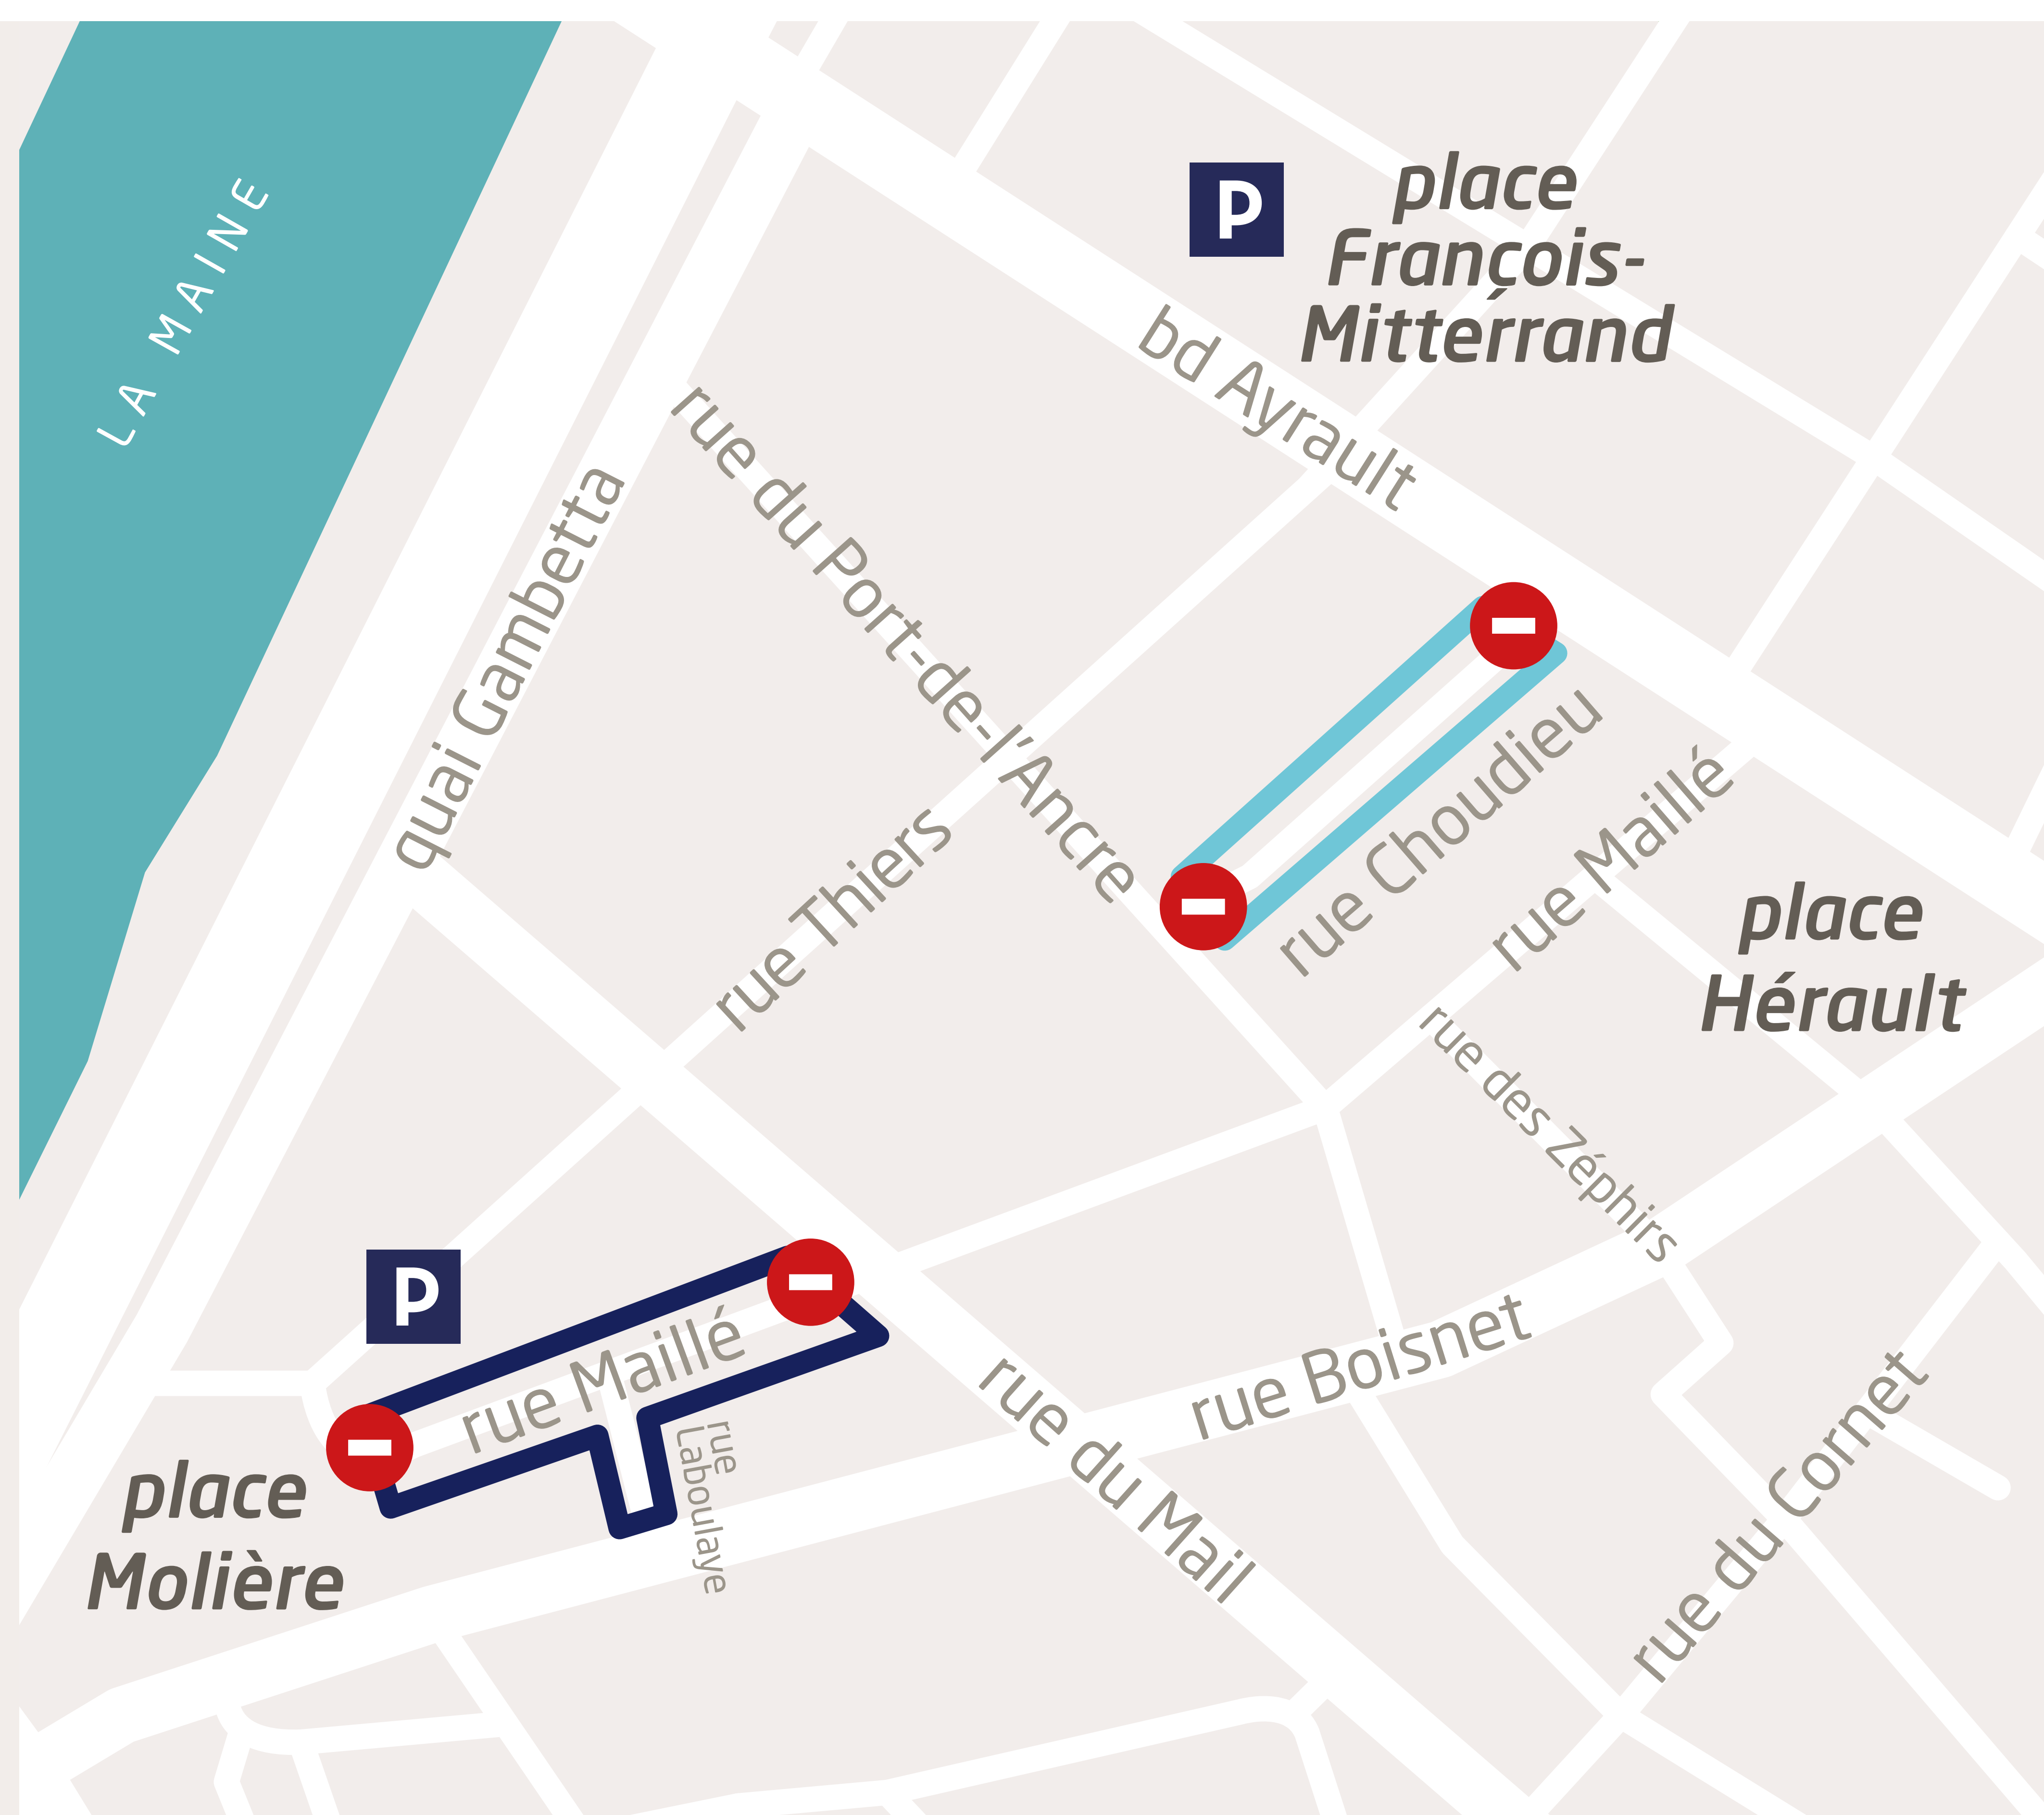 P
place
François-
Mittérrand
LA MAINE
bd Ayrault
quai Gambetta
rue du Port-de-l'Ancre
rue Thiers
rue Choudieu
rue Maillé
place
Hérault
rue des Zéphirs
P
rue Maillé
rue
Laboulaye
rue Boisnet
rue du Mail
rue du Cornet
place
Molière